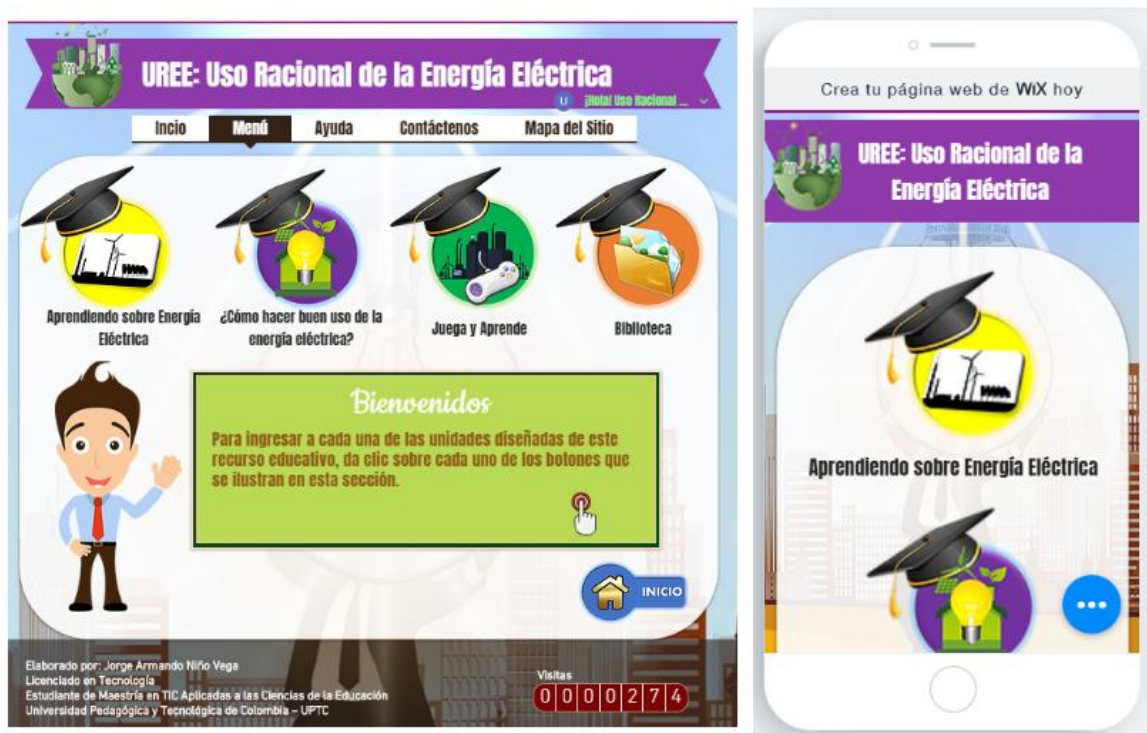 UREE: Uso Racional de la Energía Eléctrica
U ¡Hola! Uso Racional ...
Incio Menú Ayuda Contáctenos Mapa del Sitio
Aprendiendo sobre Energía
Eléctrica
¿Cómo hacer buen uso de la
energía eléctrica?
Juega y Aprende
Biblioteca
Bienvenidos
Para ingresar a cada una de las unidades diseñadas de este
recurso educativo, da clic sobre cada uno de los botones que
se ilustran en esta sección.
INICIO
Elaborado por: Jorge Armando Niño Vega
Licenciado en Tecnología
Estudiante de Maestría en TIC Aplicadas a las Ciencias de la Educación
Universidad Pedagógica y Tecnológica de Colombia – UPTC
Visitas
0000274
Crea tu página web de WiX hoy
UREE: Uso Racional de la
Energía Eléctrica
Aprendiendo sobre Energía Eléctrica